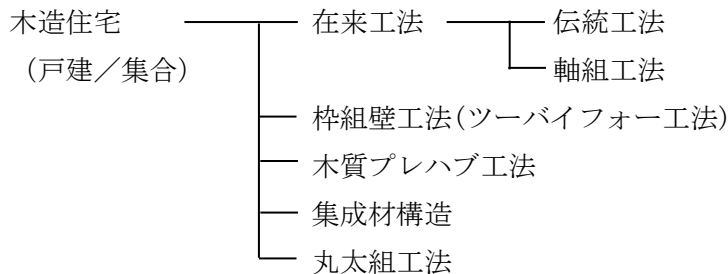 木造住宅 在来工法 伝統工法
(戸建／集合) 軸組工法
枠組壁工法(ツーバイフォー工法)
木質プレハブ工法
集成材構造
丸太組工法